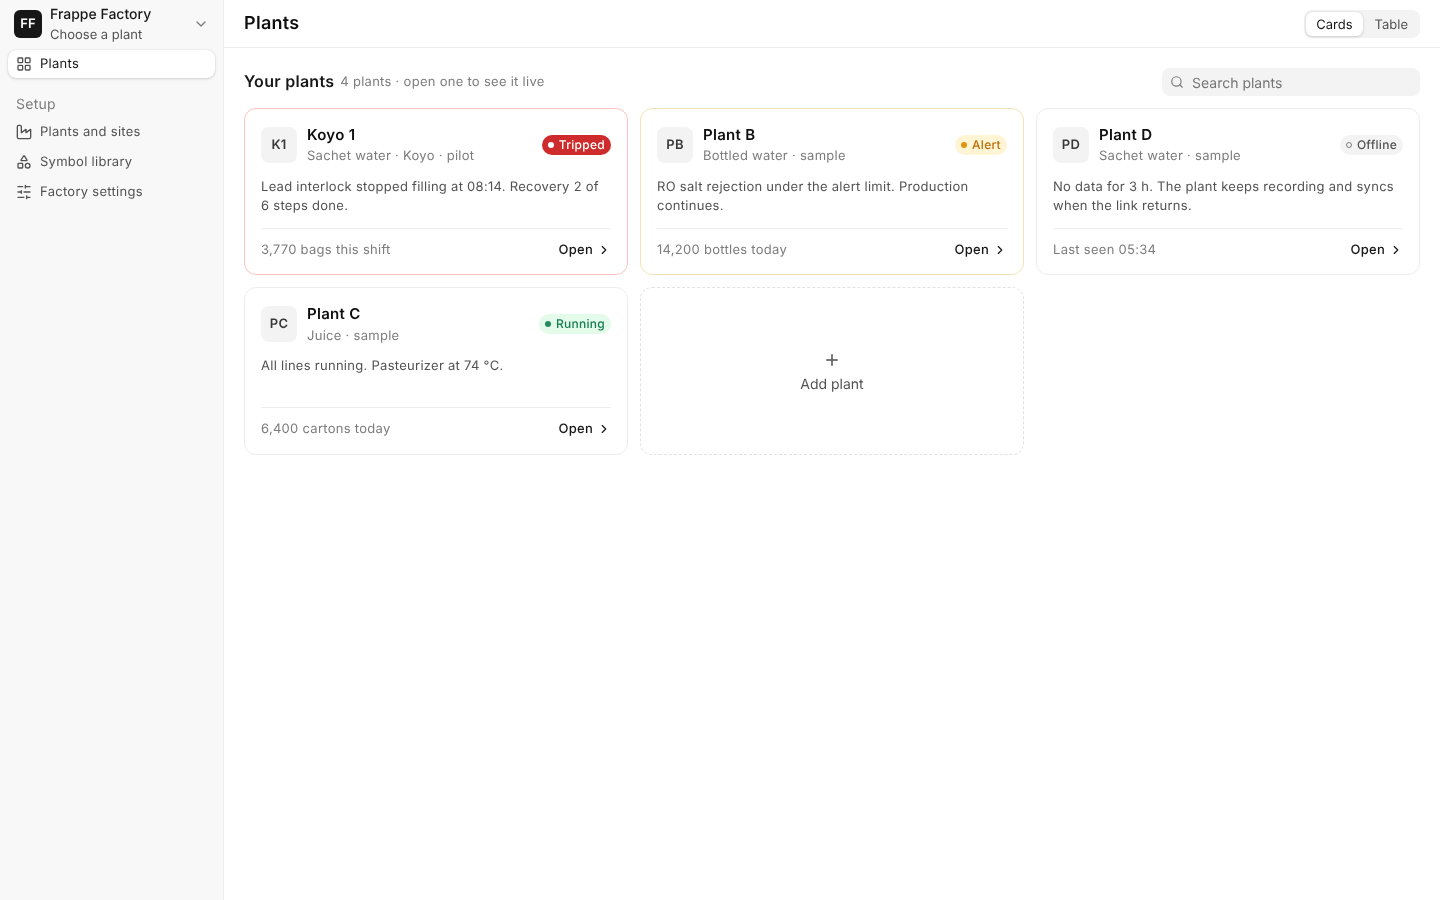 FF
Frappe Factory
Choose a plant
Plants
Setup
Plants and sites
Symbol library
Factory settings
Plants
Cards
Table
Your plants
4 plants · open one to see it live
Search plants
K1
Koyo 1
Sachet water · Koyo · pilot
Tripped
Lead interlock stopped filling at 08:14. Recovery 2 of
6 steps done.
3,770 bags this shift
Open
PB
Plant B
Bottled water · sample
Alert
RO salt rejection under the alert limit. Production
continues.
14,200 bottles today
Open
PD
Plant D
Sachet water · sample
Offline
No data for 3 h. The plant keeps recording and syncs
when the link returns.
Last seen 05:34
Open
PC
Plant C
Juice · sample
Running
All lines running. Pasteurizer at 74 °C.
6,400 cartons today
Open
Add plant